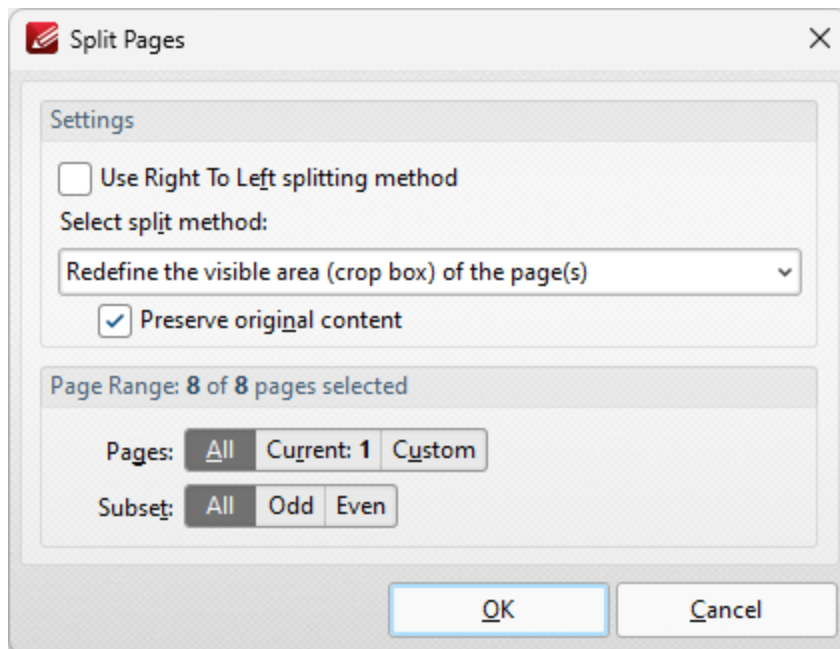 Split Pages
Settings
Use Right To Left splitting method
Select split method:
Redefine the visible area (crop box) of the page(s)
Preserve original content
Page Range: 8 of 8 pages selected
Pages: All Current: 1 Custom
Subset: All Odd Even
OK Cancel